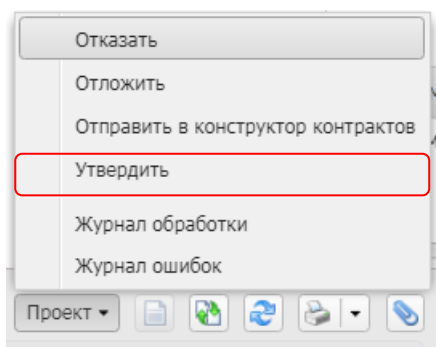 Отказать
Отложить
Отправить в конструктор контрактов
Утвердить
Журнал обработки
Журнал ошибок
Проект